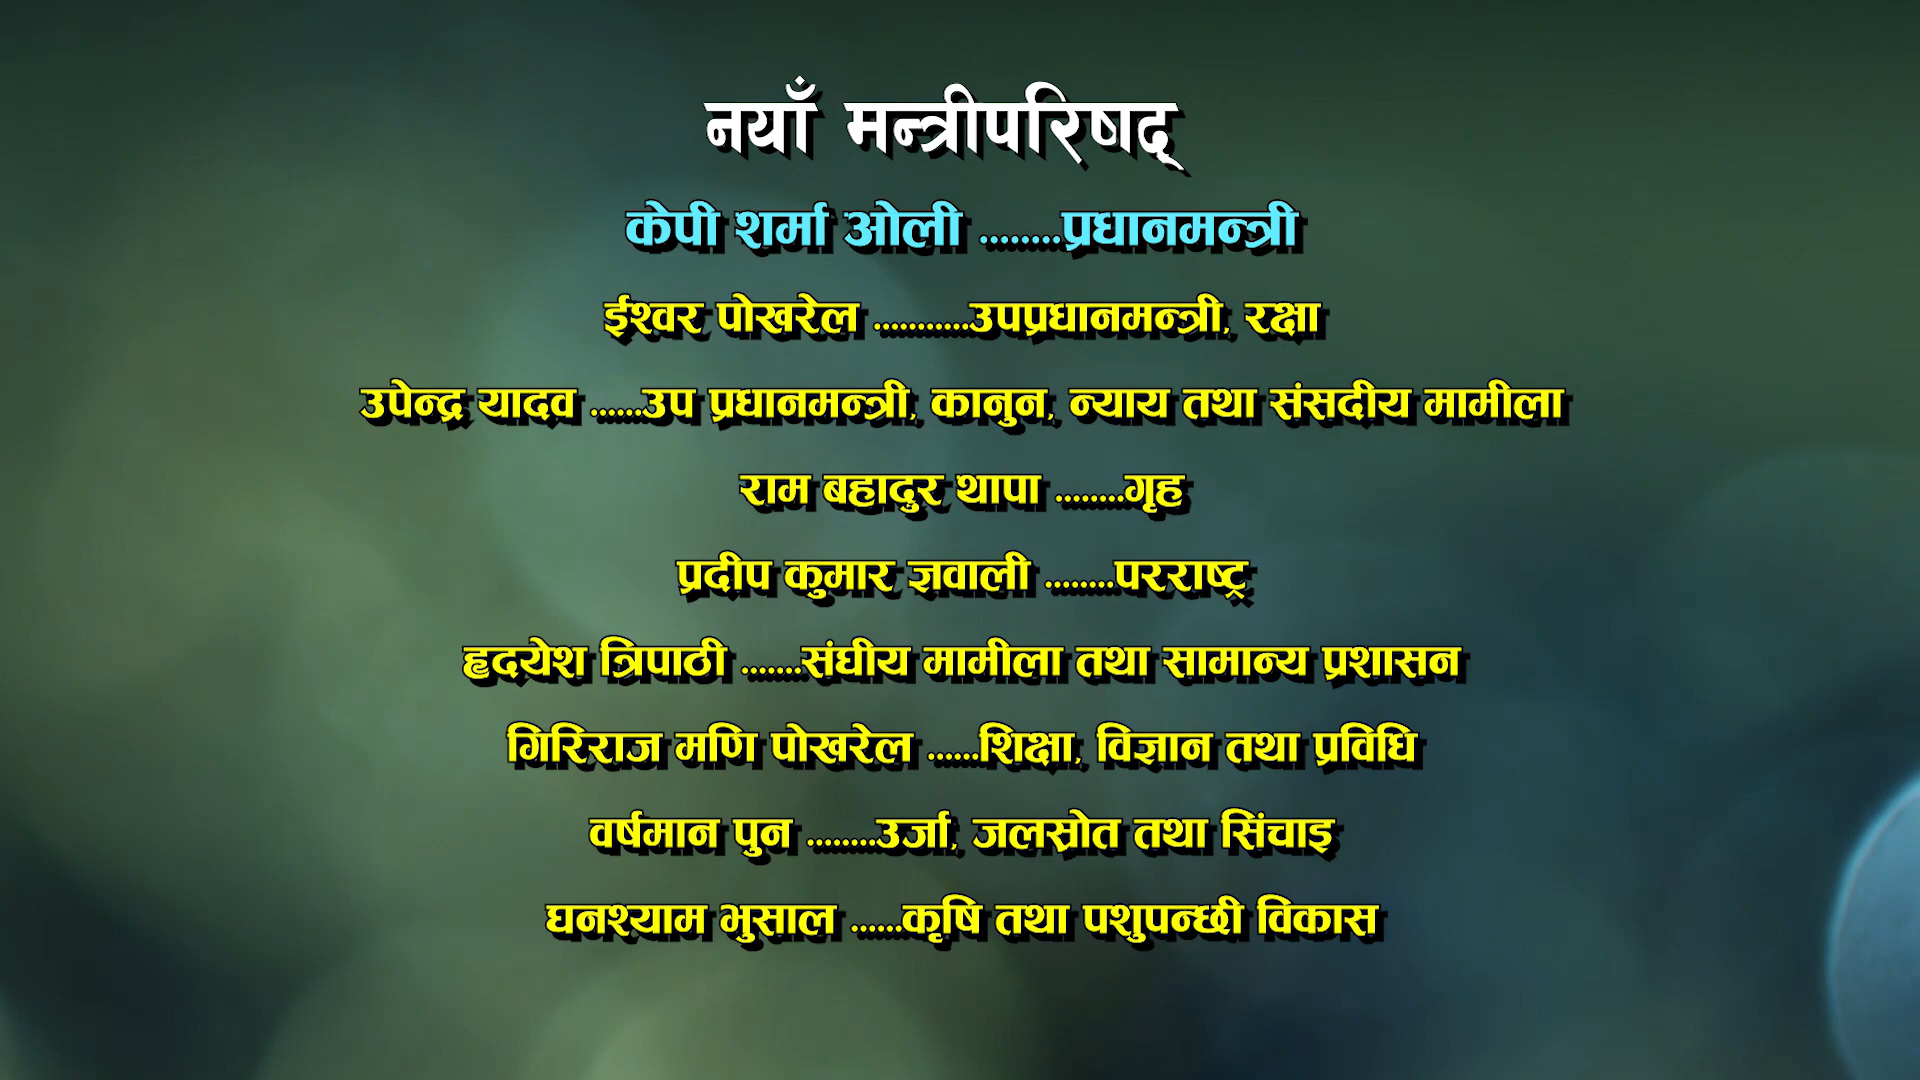 नयाँ मन्त्रीपरिषद्
केपी शर्मा ओली ........प्रधानमन्त्री
ईश्वर पोखरेल ...........उपप्रधानमन्त्री, रक्षा
उपेन्द्र यादव ......उप प्रधानमन्त्री, कानुन, न्याय तथा संसदीय मामीला
राम बहादुर थापा ........गृह
प्रदीप कुमार ज्ञवाली ........परराष्ट्र
हृदयेश त्रिपाठी .......संघीय मामीला तथा सामान्य प्रशासन
गिरिराज मणि पोखरेल ......शिक्षा, विज्ञान तथा प्रविधि
वर्षमान पुन ........उर्जा, जलस्रोत तथा सिंचाइ
घनश्याम भुसाल ......कृषि तथा पशुपन्छी विकास